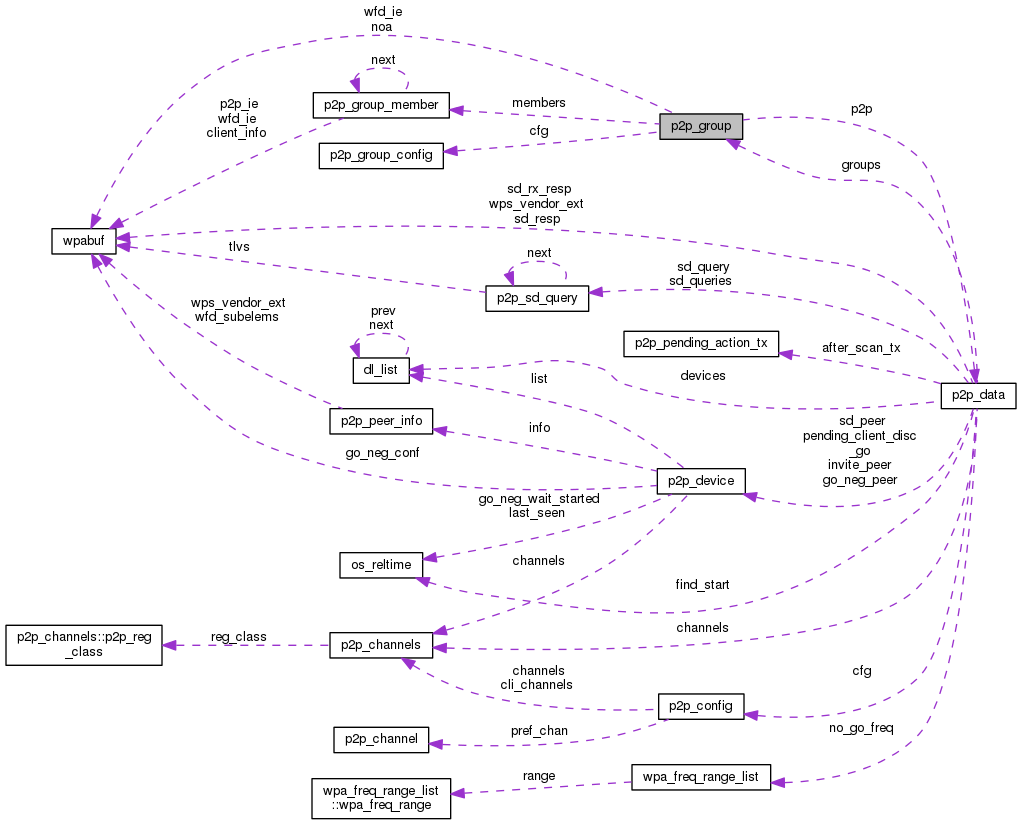 wfd_ie
noa
next
p2p_group_member
p2p_ie
wfd_ie
client_info
members
p2p_group
p2p
cfg
p2p_group_config
groups
sd_rx_resp
wps_vendor_ext
sd_resp
wpabuf
tlvs
next
p2p_sd_query
sd_query
sd_queries
wps_vendor_ext
wfd_subelems
prev
next
dl_list
p2p_pending_action_tx
after_scan_tx
list
devices
p2p_data
p2p_peer_info
info
sd_peer
pending_client_disc
_go
invite_peer
go_neg_peer
go_neg_conf
p2p_device
go_neg_wait_started
last_seen
os_reltime
channels
find_start
p2p_channels::p2p_reg
_class
reg_class
p2p_channels
channels
channels
cli_channels
p2p_config
cfg
p2p_channel
pref_chan
no_go_freq
wpa_freq_range_list
::wpa_freq_range
range
wpa_freq_range_list